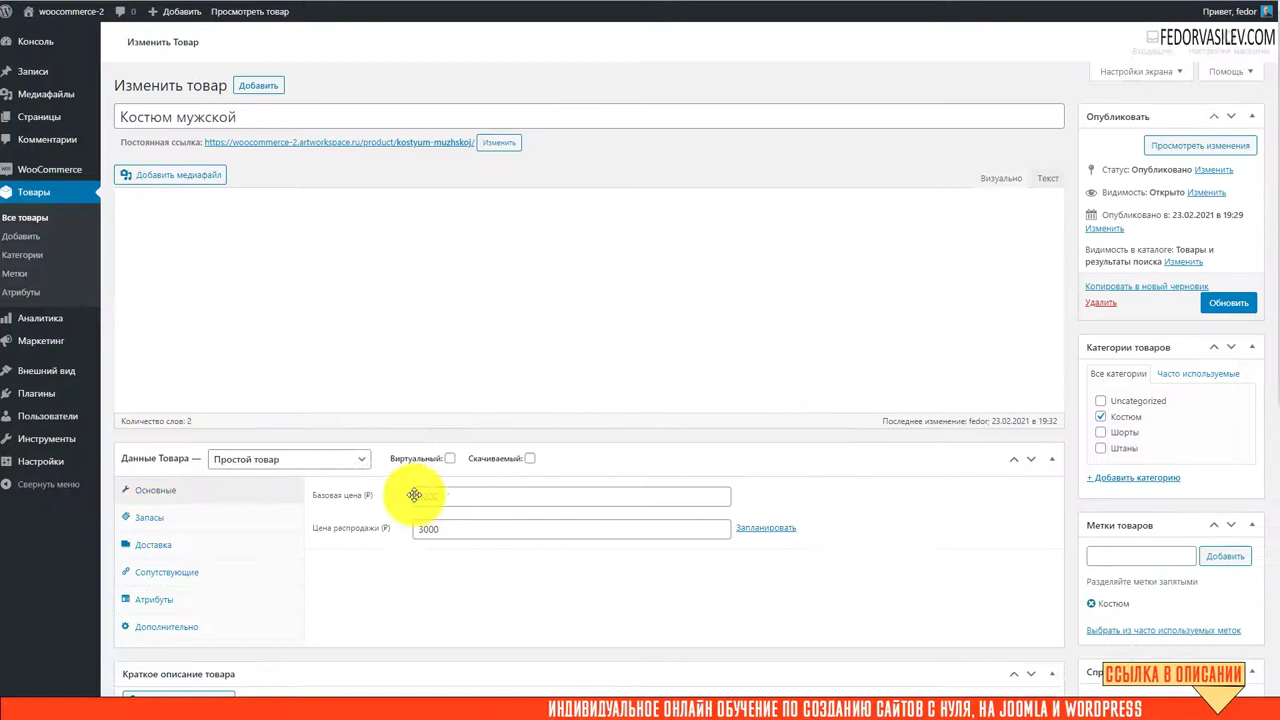 woocommerce-2 0 Добавить Просмотреть товар Привет, fedor
FEDORVASILEV.COM
Консоль
Записи
Медиафайлы
Страницы
Комментарии
WooCommerce
Товары
Все товары
Добавить
Категории
Метки
Атрибуты
Аналитика
Маркетинг
Внешний вид
Плагины
Пользователи
Инструменты
Настройки
Свернуть меню
Изменить Товар
Настройки экрана Помощь
Изменить товар Добавить
Костюм мужской
Постоянная ссылка: https://woocommerce-2.artworkspace.ru/product/kostyum-muzhskoj/ Изменить
Добавить медиафайл
Визуально Текст
Количество слов: 2 Последнее изменение: fedor; 23.02.2021 в 19:32
Данные Товара — Простой товар Виртуальный: Скачиваемый:
Основные
Запасы
Доставка
Сопутствующие
Атрибуты
Дополнительно
Базовая цена (₽)
Цена распродажи (₽) 3000 Запланировать
Краткое описание товара
Опубликовать
Просмотреть изменения
Статус: Опубликовано Изменить
Видимость: Открыто Изменить
Опубликовано в: 23.02.2021 в 19:29
Изменить
Видимость в каталоге: Товары и
результаты поиска Изменить
Копировать в новый черновик
Удалить Обновить
Категории товаров
Все категории Часто используемые
Uncategorized
Костюм
Шорты
Штаны
+ Добавить категорию
Метки товаров
Добавить
Разделяйте метки запятыми
Костюм
Выбрать из часто используемых меток
ССЫЛКА В ОПИСАНИИ
ИНДИВИДУАЛЬНОЕ ОНЛАЙН ОБУЧЕНИЕ ПО СОЗДАНИЮ САЙТОВ С НУЛЯ, НА JOOMLA И WORDPRESS